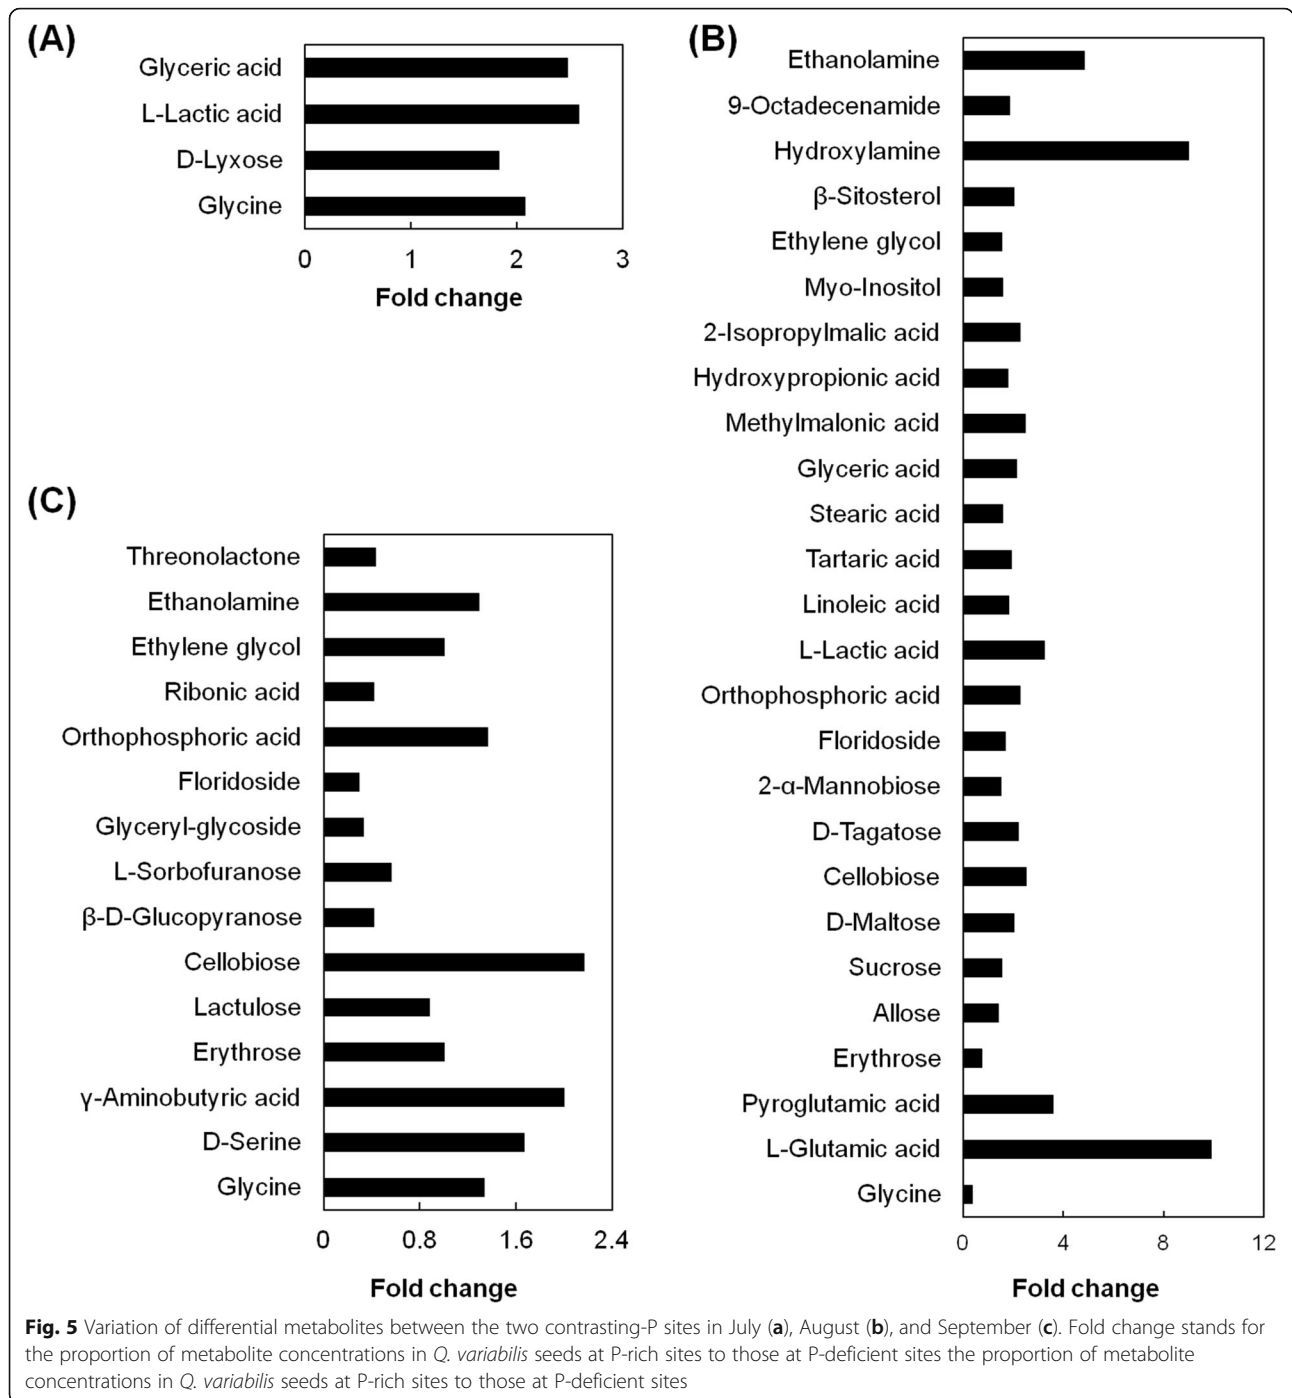 (A)
Glyceric acid
L-Lactic acid
D-Lyxose
Glycine
0 1 2 3
Fold change
(B)
Ethanolamine
9-Octadecenamide
Hydroxylamine
β-Sitosterol
Ethylene glycol
Myo-Inositol
2-Isopropylmalic acid
Hydroxypropionic acid
Methylmalonic acid
Glyceric acid
Stearic acid
Tartaric acid
Linoleic acid
L-Lactic acid
Orthophosphoric acid
Floridoside
2-α-Mannobiose
D-Tagatose
Cellobiose
D-Maltose
Sucrose
Allose
Erythrose
Pyroglutamic acid
L-Glutamic acid
Glycine
0 4 8 12
Fold change
(C)
Threonolactone
Ethanolamine
Ethylene glycol
Ribonic acid
Orthophosphoric acid
Floridoside
Glyceryl-glycoside
L-Sorbofuranose
β-D-Glucopyranose
Cellobiose
Lactulose
Erythrose
γ-Aminobutyric acid
D-Serine
Glycine
0 0.8 1.6 2.4
Fold change
Fig. 5 Variation of differential metabolites between the two contrasting-P sites in July (a), August (b), and September (c). Fold change stands for
the proportion of metabolite concentrations in Q. variabilis seeds at P-rich sites to those at P-deficient sites the proportion of metabolite
concentrations in Q. variabilis seeds at P-rich sites to those at P-deficient sites